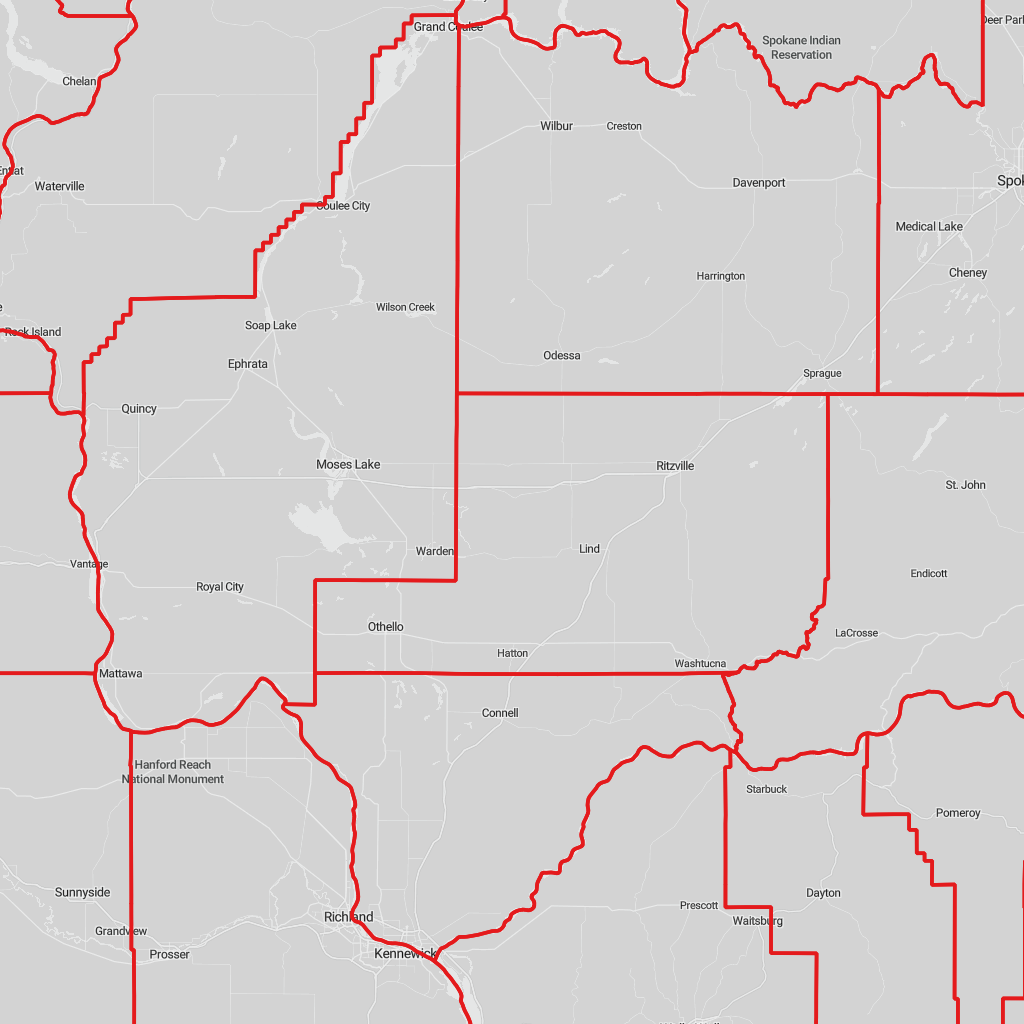 Deer Park
Grand Coulee
Spokane Indian
Reservation
Chelan
Wilbur
Creston
Entiat
Waterville
Davenport
Spok
Coulee City
Medical Lake
Harrington
Cheney
Wilson Creek
Rock Island
Soap Lake
Odessa
Ephrata
Sprague
Quincy
Moses Lake
Ritzville
St. John
Warden
Lind
Vantage
Royal City
Endicott
Othello
LaCrosse
Hatton
Washtucna
Mattawa
Connell
Hanford Reach
National Monument
Starbuck
Pomeroy
Sunnyside
Dayton
Prescott
Richland
Waitsburg
Grandview
Prosser
Kennewick